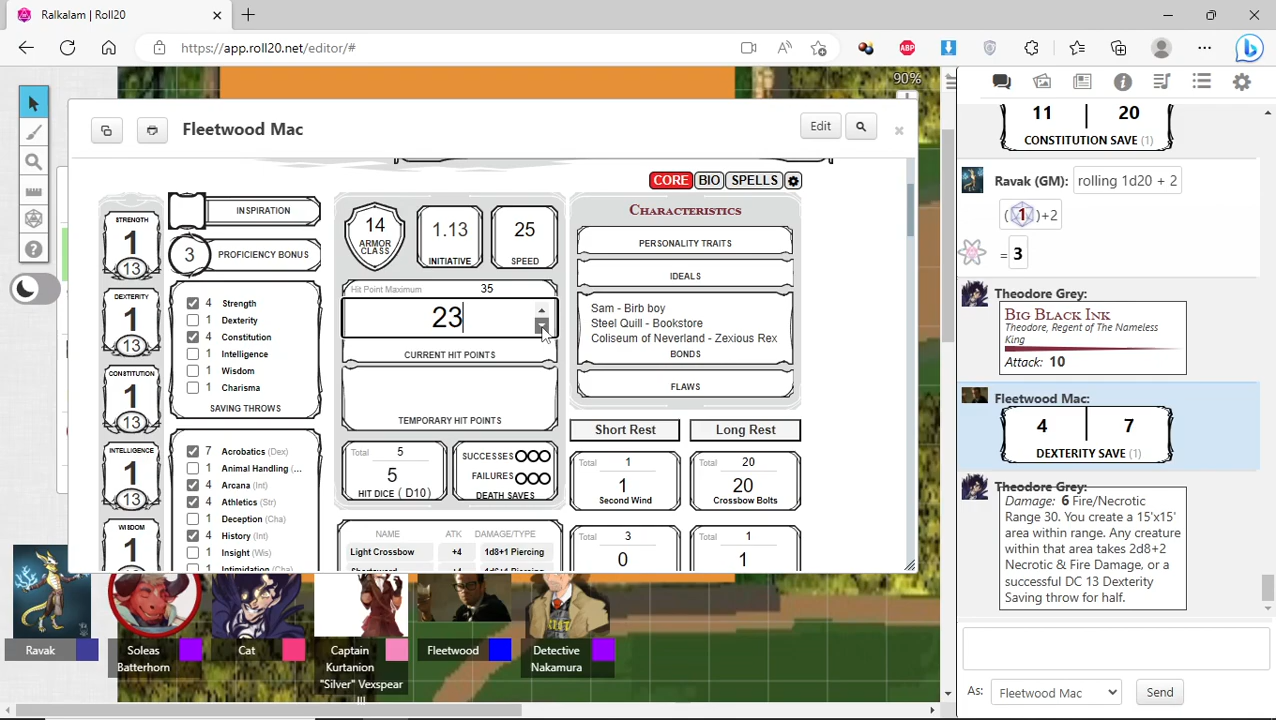 Ralkalam | Roll20
https://app.roll20.net/editor/#
90%
Fleetwood Mac
Edit
CORE
BIO
SPELLS
STRENGTH
1
13
DEXTERITY
1
13
CONSTITUTION
1
13
INTELLIGENCE
1
13
WISDOM
1
INSPIRATION
3 PROFICIENCY BONUS
4 Strength
1 Dexterity
4 Constitution
1 Intelligence
1 Wisdom
1 Charisma
SAVING THROWS
7 Acrobatics (Dex)
1 Animal Handling (...
4 Arcana (Int)
4 Athletics (Str)
1 Deception (Cha)
4 History (Int)
1 Insight (Wis)
1 Intimidation (Cha)
14
ARMOR
CLASS
1.13
INITIATIVE
25
SPEED
Hit Point Maximum 35
23
CURRENT HIT POINTS
TEMPORARY HIT POINTS
Total 5
5
HIT DICE ( D10)
SUCCESSES
FAILURES
DEATH SAVES
NAME ATK DAMAGE/TYPE
Light Crossbow +4 1d8+1 Piercing
Shortsword +4 1d6+1 Piercing
CHARACTERISTICS
PERSONALITY TRAITS
IDEALS
Sam - Birb boy
Steel Quill - Bookstore
Coliseum of Neverland - Zexious Rex
BONDS
FLAWS
Short Rest
Long Rest
Total 1
1
Second Wind
Total 20
20
Crossbow Bolts
Total 3
0
Total 1
1
Ravak
Soleas
Batterhorn
Cat
Captain
Kurtanion
"Silver" Vexspear
III
Fleetwood
Detective
Nakamura
11 20
CONSTITUTION SAVE (1)
Ravak (GM): rolling 1d20 + 2
(1)+2
= 3
Theodore Grey:
BIG BLACK INK
Theodore, Regent of The Nameless
King
Attack: 10
Fleetwood Mac:
4 7
DEXTERITY SAVE (1)
Theodore Grey:
Damage: 6 Fire/Necrotic
Range 30. You create a 15'x15'
area within range. Any creature
within that area takes 2d8+2
Necrotic & Fire Damage, or a
successful DC 13 Dexterity
Saving throw for half.
As: Fleetwood Mac
Send